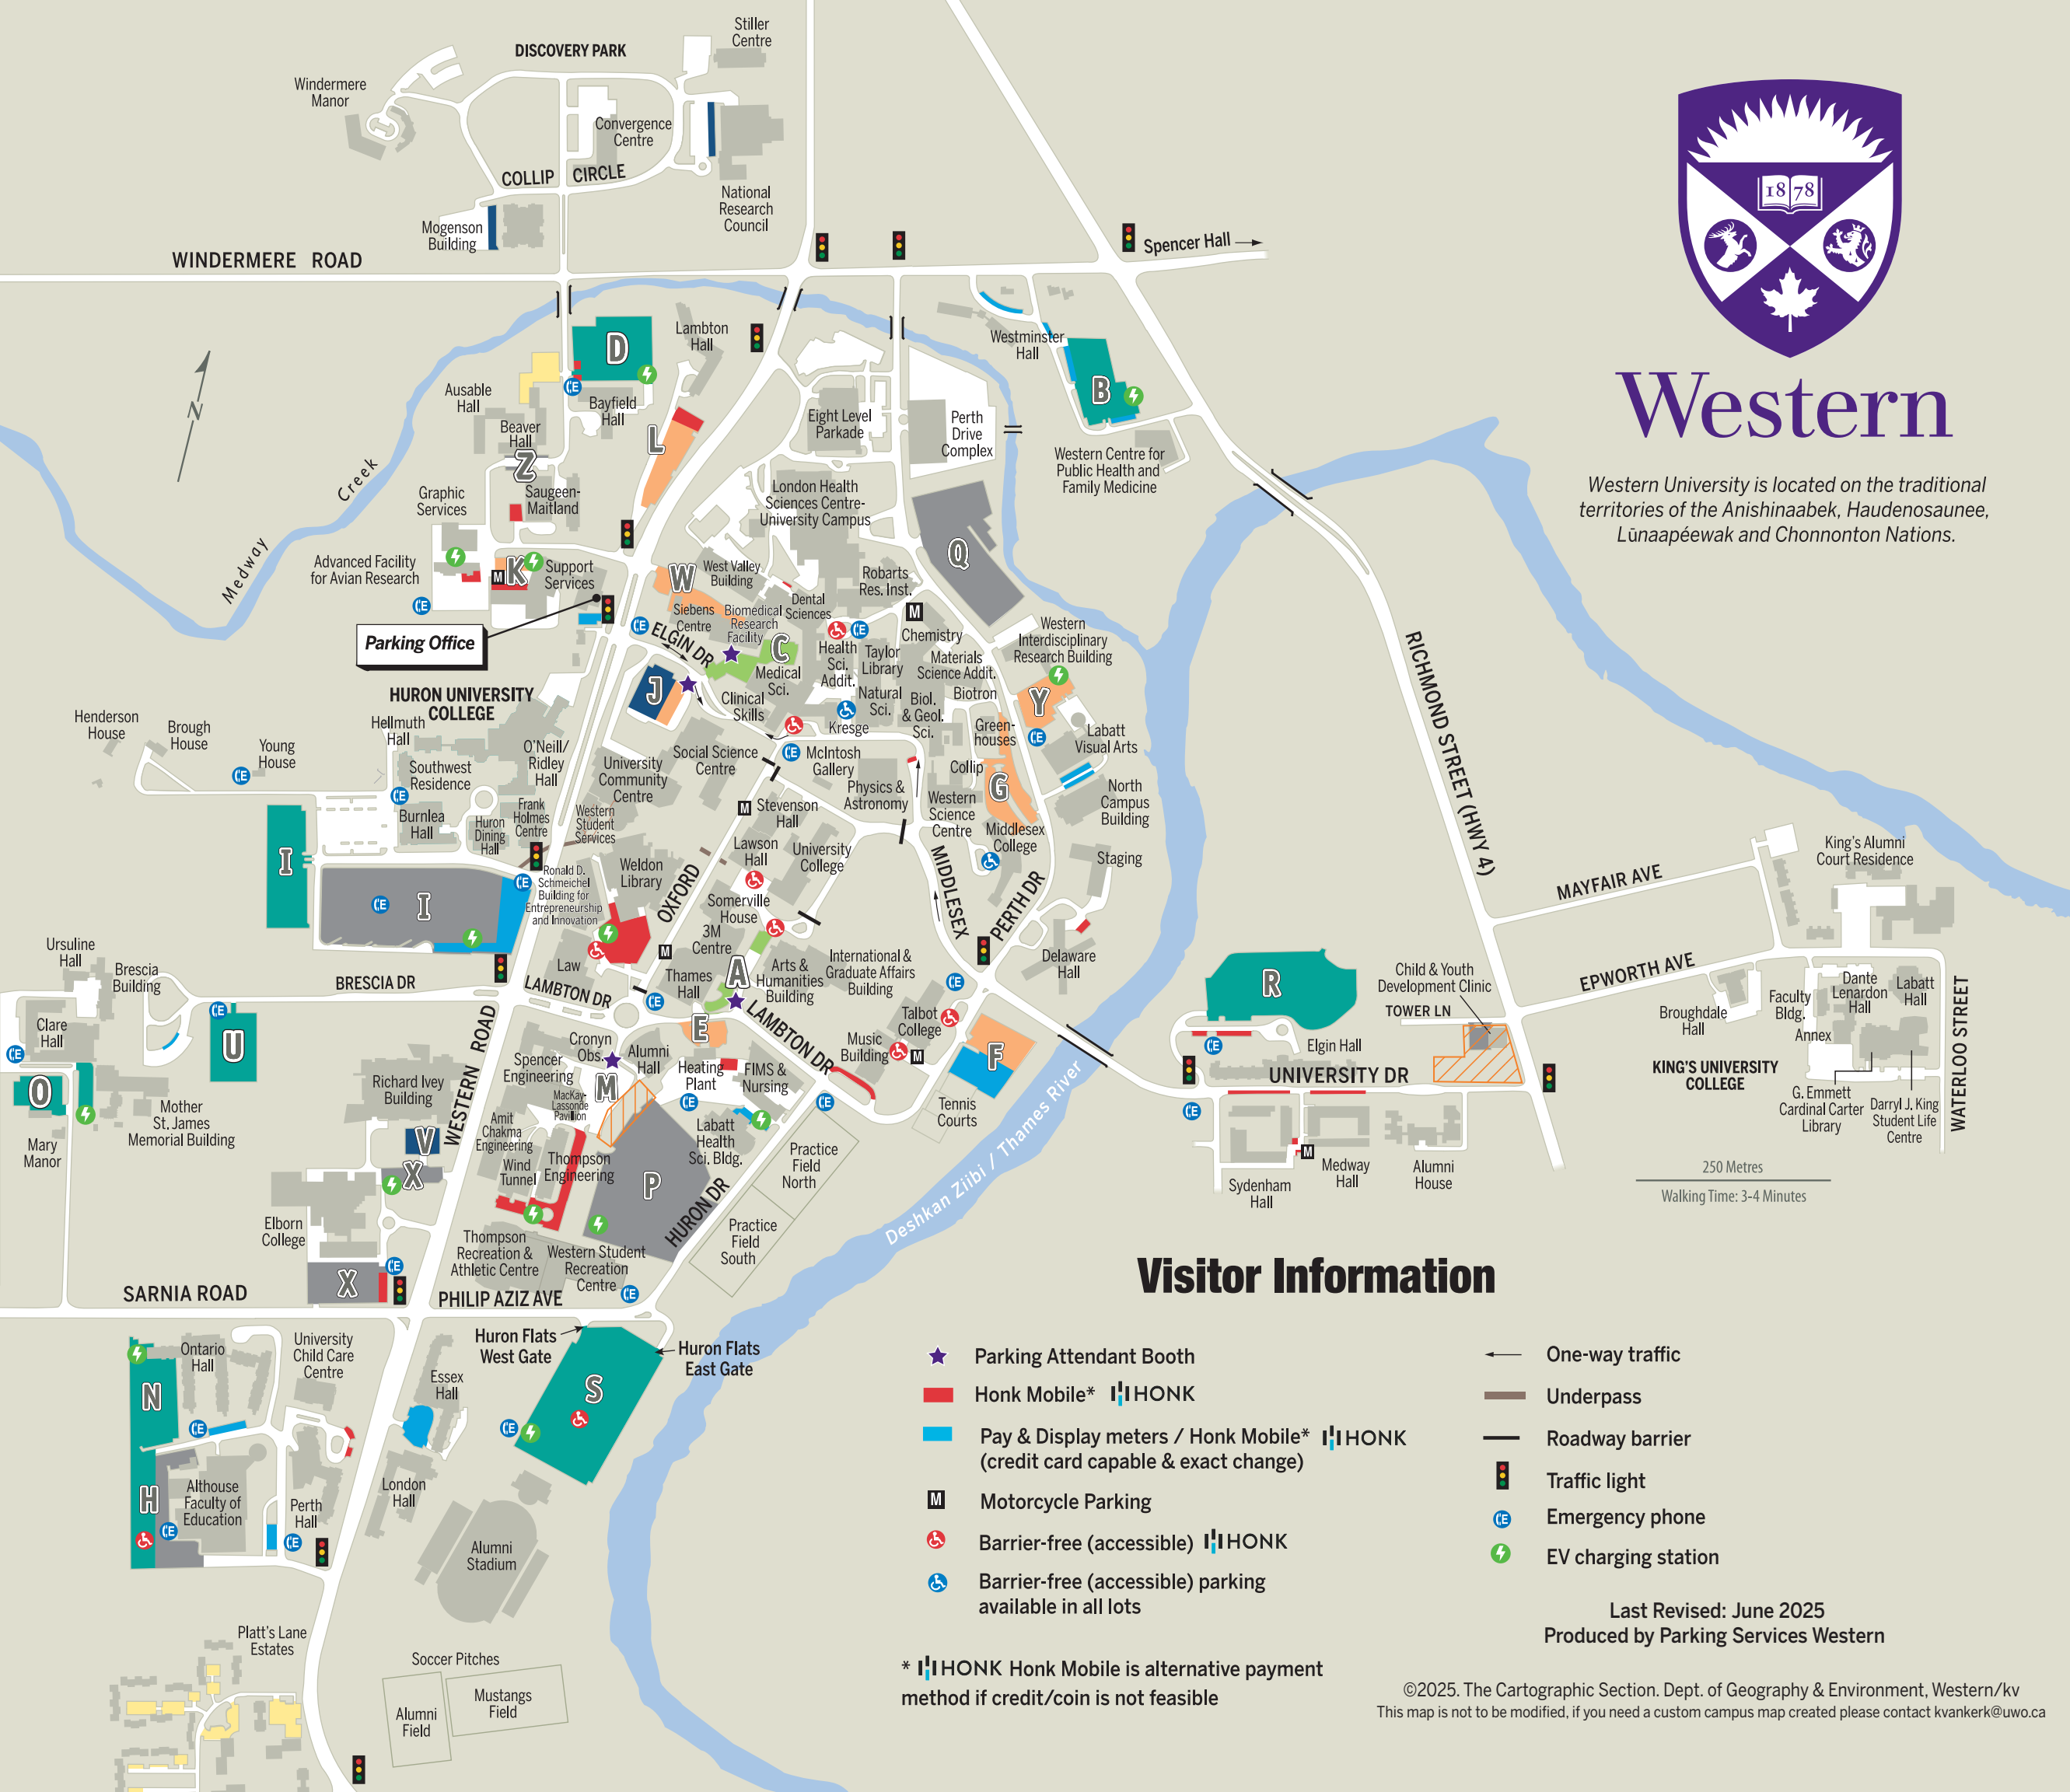 Stiller
Centre
DISCOVERY PARK
Windermere
Manor
Convergence
Centre
COLLIP CIRCLE
National
Research
Council
Mogenson
Building
WINDERMERE ROAD
Spencer Hall
1878
Western
Western University is located on the traditional
territories of the Anishinaabek, Haudenosaunee,
Lūnaapéewak and Chonnonton Nations.
N
Medway Creek
D
Lambton
Hall
Westminster
Hall
B
Ausable
Hall
Bayfield
Hall
Beaver
Hall
Z
L
Eight Level
Parkade
Perth
Drive
Complex
Western Centre for
Public Health and
Family Medicine
Graphic
Services
Saugeen-
Maitland
London Health
Sciences Centre-
University Campus
Q
Advanced Facility
for Avian Research
M
K
Support
Services
W
West Valley
Building
Robarts
Res. Inst.
Siebens
Centre
Biomedical
Research
Facility
Dental
Sciences
M
Chemistry
Parking Office
ELGIN DR
C
Health
Sci.
Addit.
Taylor
Library
Materials
Science Addit.
Western
Interdisciplinary
Research Building
Medical
Sci.
J
Clinical
Skills
Natural
Sci.
Biol.
& Geol.
Sci.
Biotron
Y
Kresge
Green-
houses
Labatt
Visual Arts
HURON UNIVERSITY
COLLEGE
Henderson
House
Brough
House
Young
House
Hellmuth
Hall
Southwest
Residence
O'Neill/
Ridley
Hall
University
Community
Centre
Social Science
Centre
McIntosh
Gallery
Physics &
Astronomy
Collip
G
North
Campus
Building
Burnlea
Hall
Huron
Dining
Hall
Frank
Holmes
Centre
Western
Student
Services
M
Stevenson
Hall
Western
Science
Centre
Middlesex
College
Lawson
Hall
University
College
Staging
I
I
Weldon
Library
OXFORD
MIDDLESEX
PERTH DR
Ronald D.
Schmeichel
Building for
Entrepreneurship
and Innovation
Somerville
House
3M
Centre
M
Law
A
Arts &
Humanities
Building
International &
Graduate Affairs
Building
Delaware
Hall
Thames
Hall
Ursuline
Hall
Brescia
Building
BRESCIA DR
LAMBTON DR
LAMBTON DR
Clare
Hall
U
O
Mother
St. James
Memorial Building
Mary
Manor
WESTERN ROAD
Richard Ivey
Building
V
X
Elborn
College
X
Cronyn
Obs.
Spencer
Engineering
Alumni
Hall
E
M
MacKay-
Lassonde
Pavilion
Heating
Plant
FIMS &
Nursing
Music
Building
M
Talbot
College
F
Tennis
Courts
Amit
Chakma
Engineering
Wind
Tunnel
Thompson
Engineering
Labatt
Health
Sci. Bldg.
P
HURON DR
Practice
Field
North
Practice
Field
South
Deshkan Ziibi / Thames River
Thompson
Recreation &
Athletic Centre
Western Student
Recreation
Centre
SARNIA ROAD
PHILIP AZIZ AVE
Huron Flats
West Gate
Huron Flats
East Gate
S
N
Ontario
Hall
University
Child Care
Centre
Essex
Hall
H
Althouse
Faculty of
Education
Perth
Hall
London
Hall
Alumni
Stadium
Platt's Lane
Estates
Soccer Pitches
Alumni
Field
Mustangs
Field
RICHMOND STREET (HWY 4)
MAYFAIR AVE
EPWORTH AVE
King's Alumni
Court Residence
R
Child & Youth
Development Clinic
TOWER LN
Elgin Hall
UNIVERSITY DR
M
Sydenham
Hall
Medway
Hall
Alumni
House
Broughdale
Hall
Faculty
Bldg.
Annex
Dante
Lenardon
Hall
Labatt
Hall
KING'S UNIVERSITY
COLLEGE
G. Emmett
Cardinal Carter
Library
Darryl J. King
Student Life
Centre
WATERLOO STREET
250 Metres
Walking Time: 3-4 Minutes
Visitor Information
Parking Attendant Booth
Honk Mobile* HONK
Pay & Display meters / Honk Mobile* HONK
(credit card capable & exact change)
M Motorcycle Parking
Barrier-free (accessible) HONK
Barrier-free (accessible) parking
available in all lots
* HONK Honk Mobile is alternative payment
method if credit/coin is not feasible
One-way traffic
Underpass
Roadway barrier
Traffic light
Emergency phone
EV charging station
Last Revised: June 2025
Produced by Parking Services Western
©2025. The Cartographic Section. Dept. of Geography & Environment, Western/kv
This map is not to be modified, if you need a custom campus map created please contact kvankerk@uwo.ca